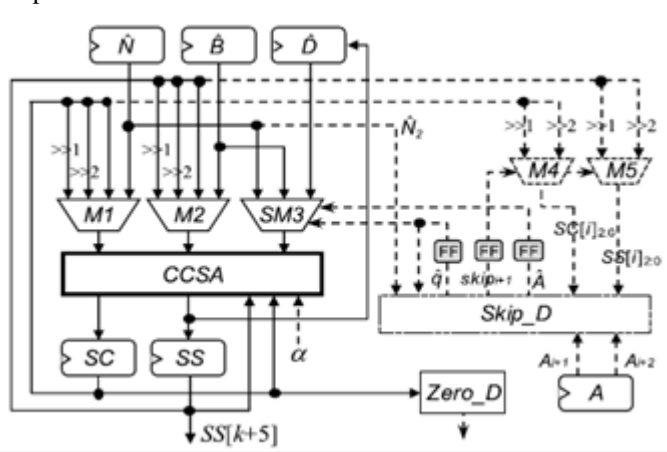 N̂ B̂ D̂
N̂₂
>>1 >>2 >>1 >>2 >>1 >>2 >>1 >>2
M4 M5
M1 M2 SM3
SC[i]2:0
SS[i]2:0
FF FF FF
CCSA
q̂ skipi+1 Â
Skip_D
SC SS α
Ai+1 Ai+2
Zero_D A
SS[k+5]